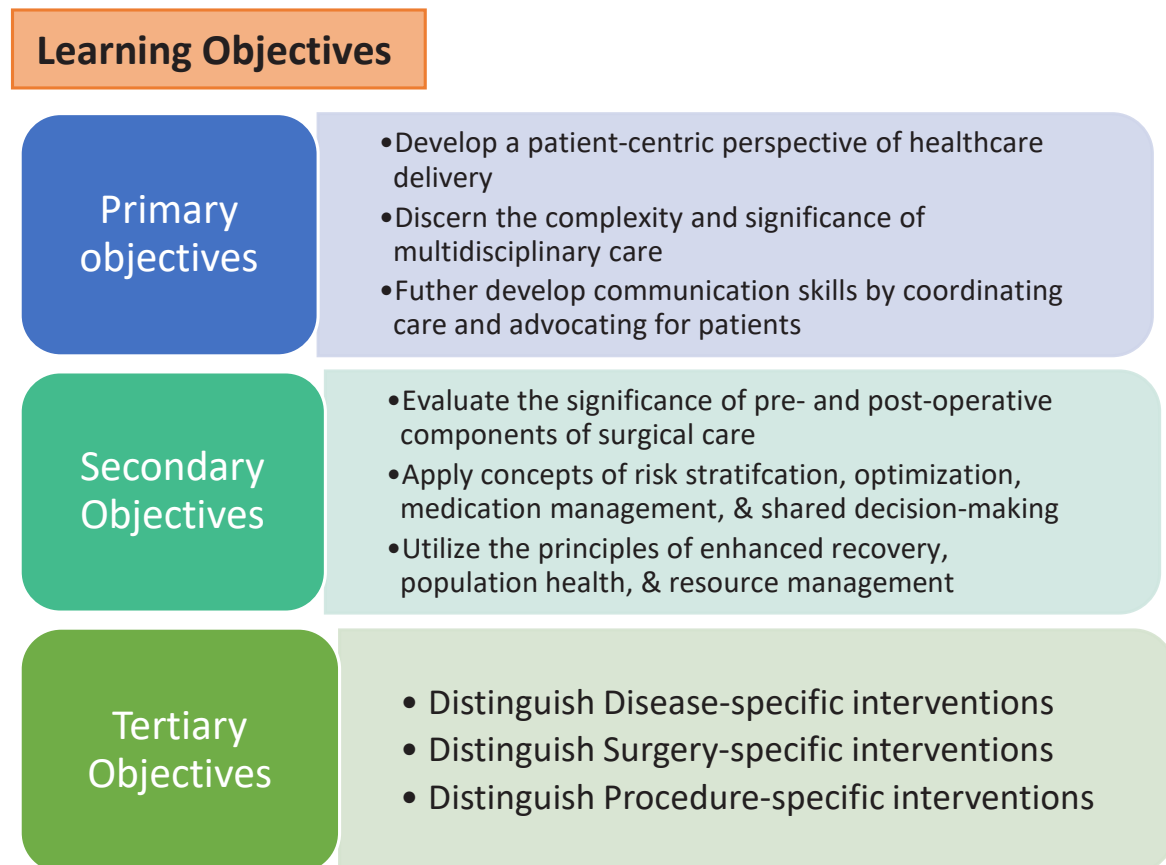 Learning Objectives
Primary
objectives
•Develop a patient-centric perspective of healthcare
delivery
•Discern the complexity and significance of
multidisciplinary care
•Futher develop communication skills by coordinating
care and advocating for patients
Secondary
Objectives
•Evaluate the significance of pre- and post-operative
components of surgical care
•Apply concepts of risk stratifcation, optimization,
medication management, & shared decision-making
•Utilize the principles of enhanced recovery,
population health, & resource management
Tertiary
Objectives
• Distinguish Disease-specific interventions
• Distinguish Surgery-specific interventions
• Distinguish Procedure-specific interventions